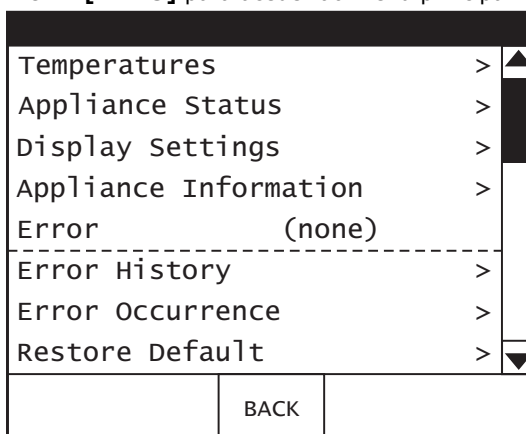 Temperatures >
Appliance Status >
Display Settings >
Appliance Information >
Error (none)
Error History >
Error Occurrence >
Restore Default >
BACK